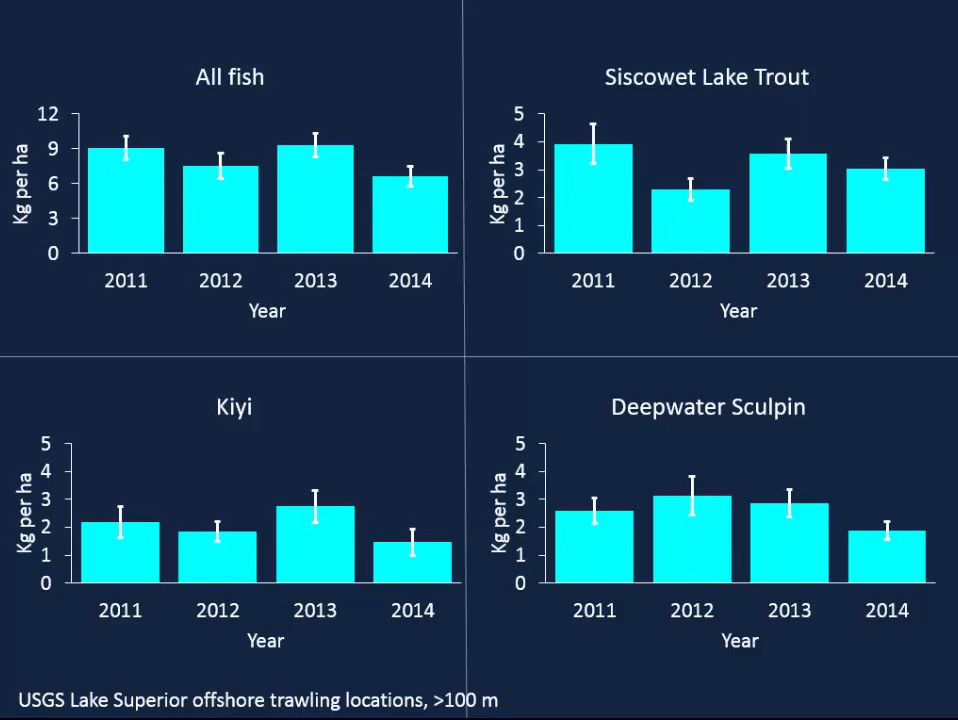 All fish
12
9
6
3
0
Kg per ha
2011 2012 2013 2014
Year
Siscowet Lake Trout
5
4
3
2
1
0
Kg per ha
2011 2012 2013 2014
Year
Kiyi
5
4
3
2
1
0
Kg per ha
2011 2012 2013 2014
Year
Deepwater Sculpin
5
4
3
2
1
0
Kg per ha
2011 2012 2013 2014
Year
USGS Lake Superior offshore trawling locations, >100 m